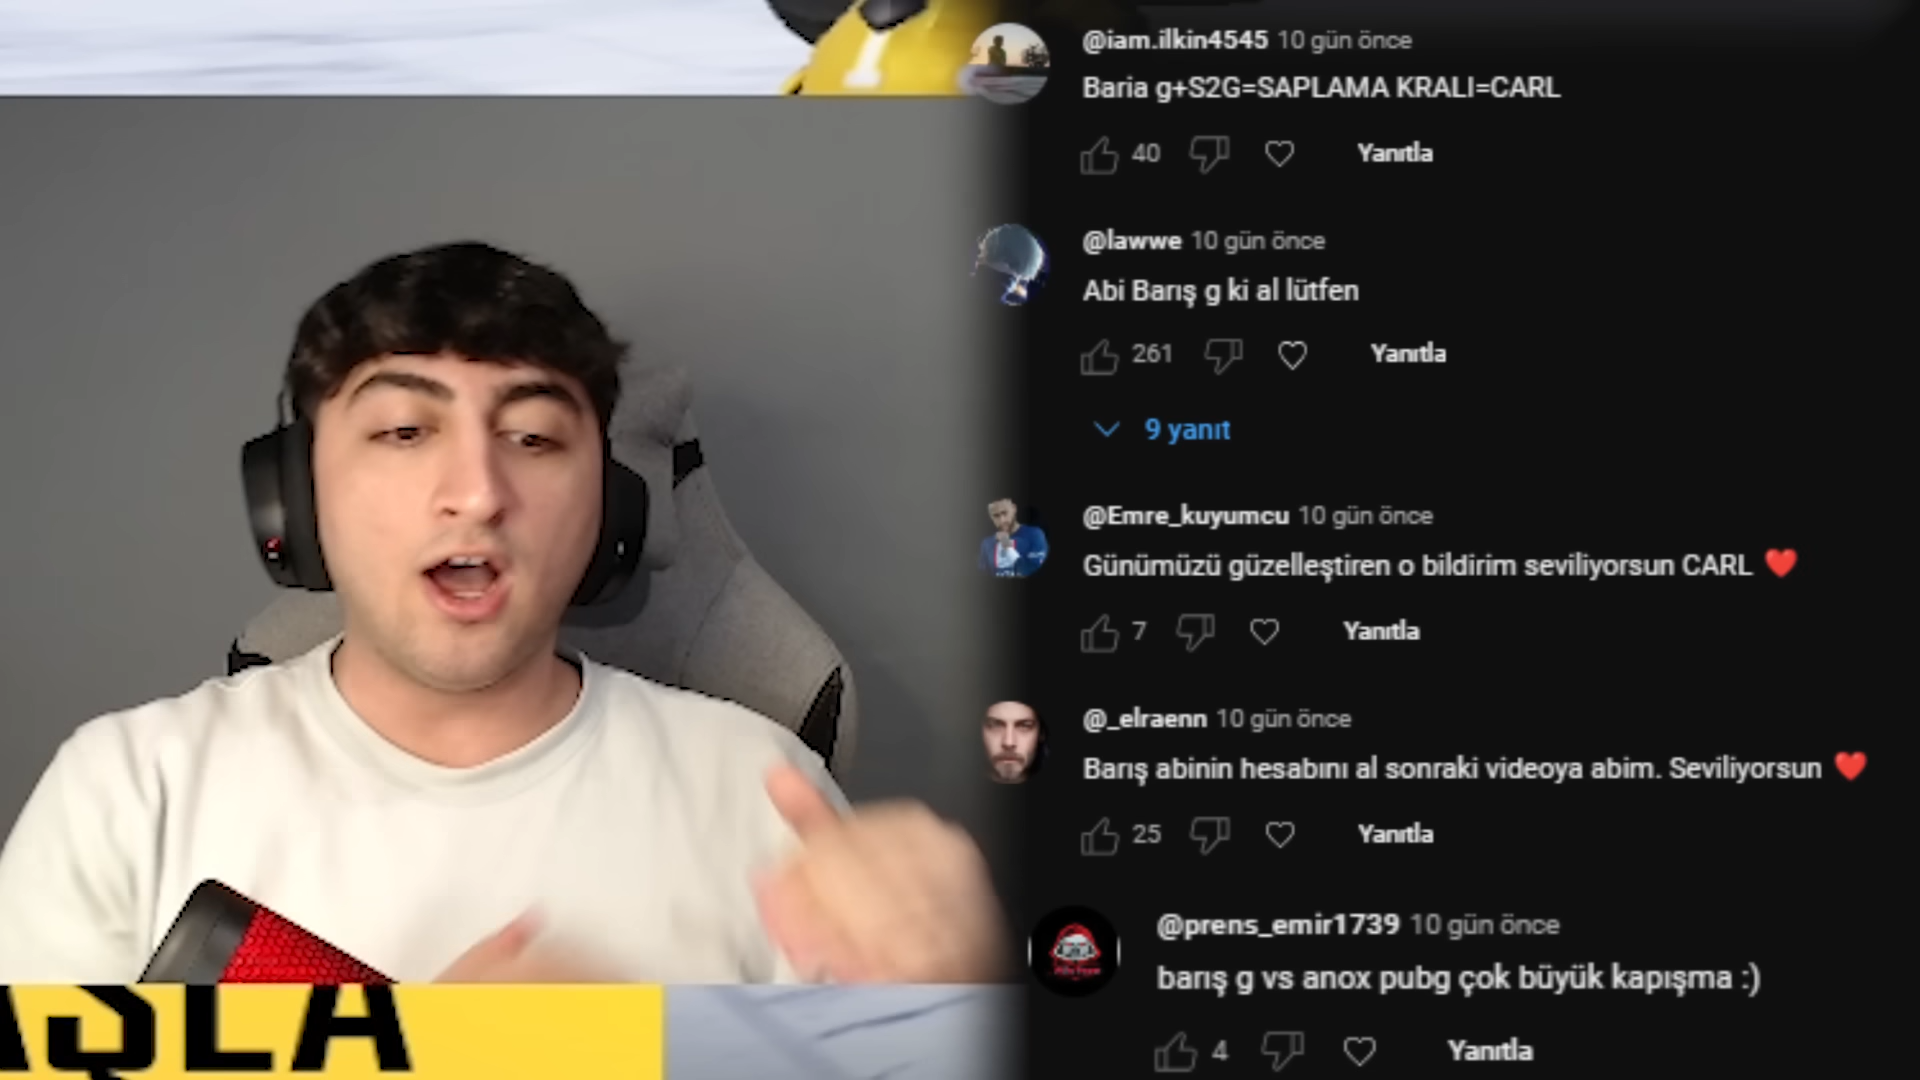 @iam.ilkin4545 10 gün önce
Baria g+S2G=SAPLAMA KRALI=CARL
40
Yanıtla
@lawwe 10 gün önce
Abi Barış g ki al lütfen
261
Yanıtla
9 yanıt
@Emre_kuyumcu 10 gün önce
Günümüzü güzelleştiren o bildirim seviliyorsun CARL ❤️
7
Yanıtla
@_elraenn 10 gün önce
Barış abinin hesabını al sonraki videoya abim. Seviliyorsun ❤️
25
Yanıtla
@prens_emir1739 10 gün önce
barış g vs anox pubg çok büyük kapışma :)
4
Yanıtla
AŞLA